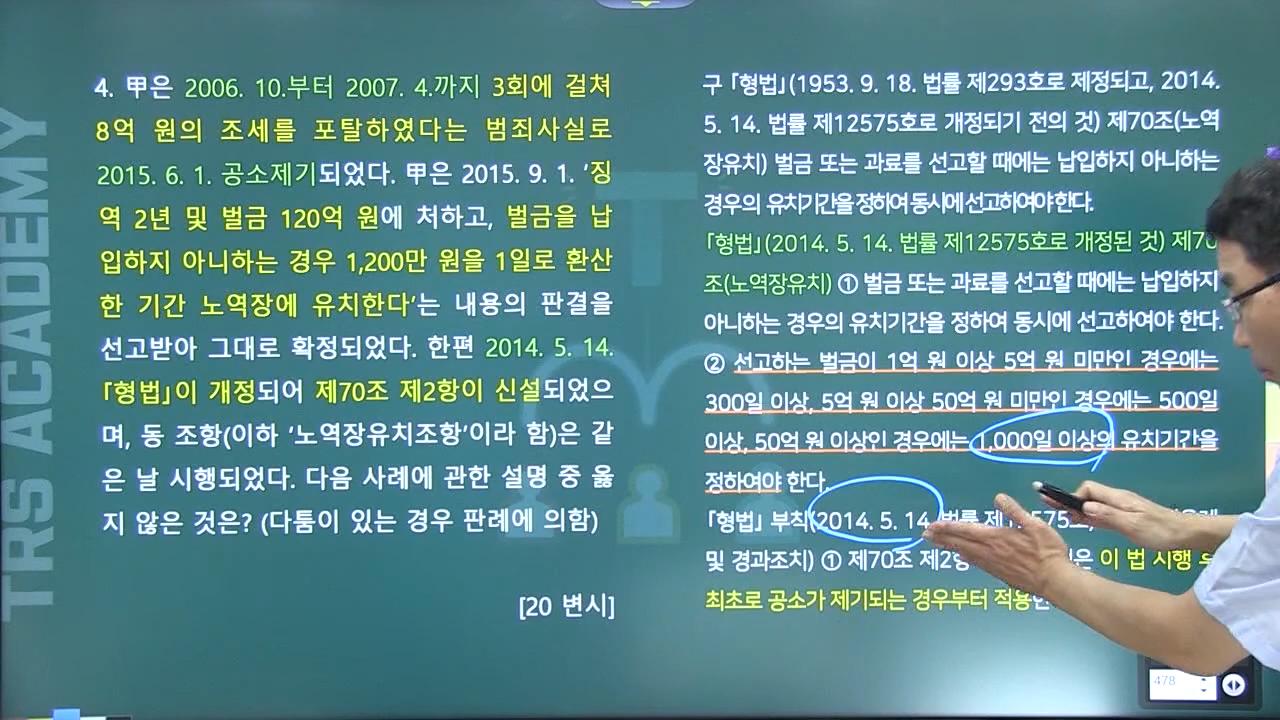 TRS ACADEMY
4. 甲은 2006. 10.부터 2007. 4.까지 3회에 걸쳐
8억 원의 조세를 포탈하였다는 범죄사실로
2015. 6. 1. 공소제기되었다. 甲은 2015. 9. 1. ‘징
역 2년 및 벌금 120억 원에 처하고, 벌금을 납
입하지 아니하는 경우 1,200만 원을 1일로 환산
한 기간 노역장에 유치한다’는 내용의 판결을
선고받아 그대로 확정되었다. 한편 2014. 5. 14.
「형법」이 개정되어 제70조 제2항이 신설되었으
며, 동 조항(이하 ‘노역장유치조항’이라 함)은 같
은 날 시행되었다. 다음 사례에 관한 설명 중 옳
지 않은 것은? (다툼이 있는 경우 판례에 의함)
[20 변시]
구 「형법」(1953. 9. 18. 법률 제293호로 제정되고, 2014.
5. 14. 법률 제12575호로 개정되기 전의 것) 제70조(노역
장유치) 벌금 또는 과료를 선고할 때에는 납입하지 아니하는
경우의 유치기간을 정하여 동시에 선고하여야 한다.
「형법」(2014. 5. 14. 법률 제12575호로 개정된 것) 제70
조(노역장유치) ① 벌금 또는 과료를 선고할 때에는 납입하지
아니하는 경우의 유치기간을 정하여 동시에 선고하여야 한다.
② 선고하는 벌금이 1억 원 이상 5억 원 미만인 경우에는
300일 이상, 5억 원 이상 50억 원 미만인 경우에는 500일
이상, 50억 원 이상인 경우에는 1,000일 이상의 유치기간을
정하여야 한다.
「형법」 부칙(2014. 5. 14. 법률
및 경과조치) ① 제70조 제2항 이 법 시행 후
최초로 공소가 제기되는 경우부터 적용
478